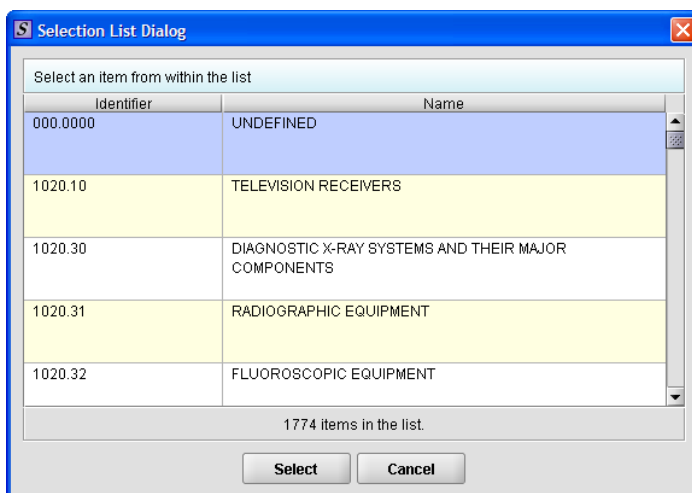 S Selection List Dialog
Select an item from within the list
Identifier Name
000.0000 UNDEFINED
1020.10 TELEVISION RECEIVERS
1020.30 DIAGNOSTIC X-RAY SYSTEMS AND THEIR MAJOR
COMPONENTS
1020.31 RADIOGRAPHIC EQUIPMENT
1020.32 FLUOROSCOPIC EQUIPMENT
1774 items in the list.
Select Cancel